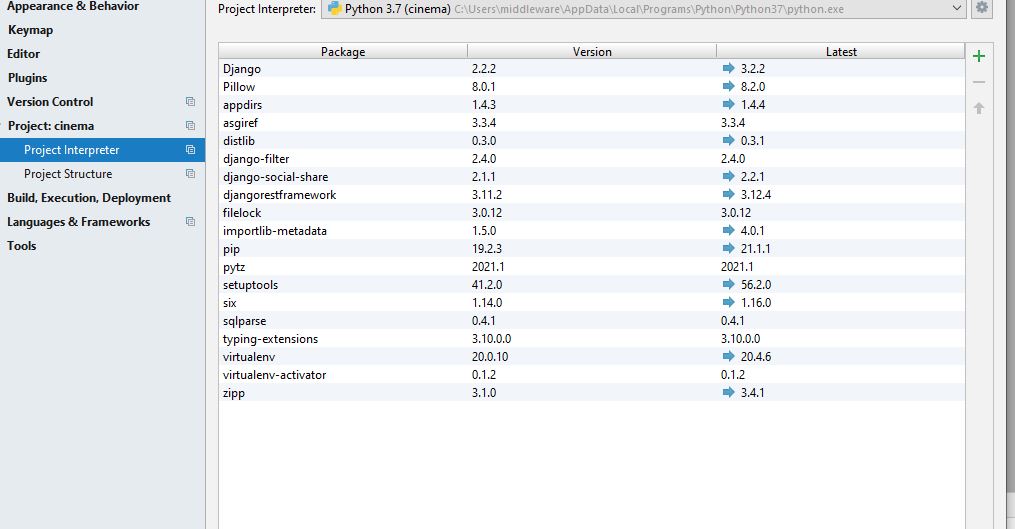 Appearance & Behavior
Keymap
Editor
Plugins
Version Control
Project: cinema
Project Interpreter
Project Structure
Build, Execution, Deployment
Languages & Frameworks
Tools
Project Interpreter: Python 3.7 (cinema) C:\Users\middleware\AppData\Local\Programs\Python\Python37\python.exe
Package Version Latest
Django 2.2.2 3.2.2
Pillow 8.0.1 8.2.0
appdirs 1.4.3 1.4.4
asgiref 3.3.4 3.3.4
distlib 0.3.0 0.3.1
django-filter 2.4.0 2.4.0
django-social-share 2.1.1 2.2.1
djangorestframework 3.11.2 3.12.4
filelock 3.0.12 3.0.12
importlib-metadata 1.5.0 4.0.1
pip 19.2.3 21.1.1
pytz 2021.1 2021.1
setuptools 41.2.0 56.2.0
six 1.14.0 1.16.0
sqlparse 0.4.1 0.4.1
typing-extensions 3.10.0.0 3.10.0.0
virtualenv 20.0.10 20.4.6
virtualenv-activator 0.1.2 0.1.2
zipp 3.1.0 3.4.1